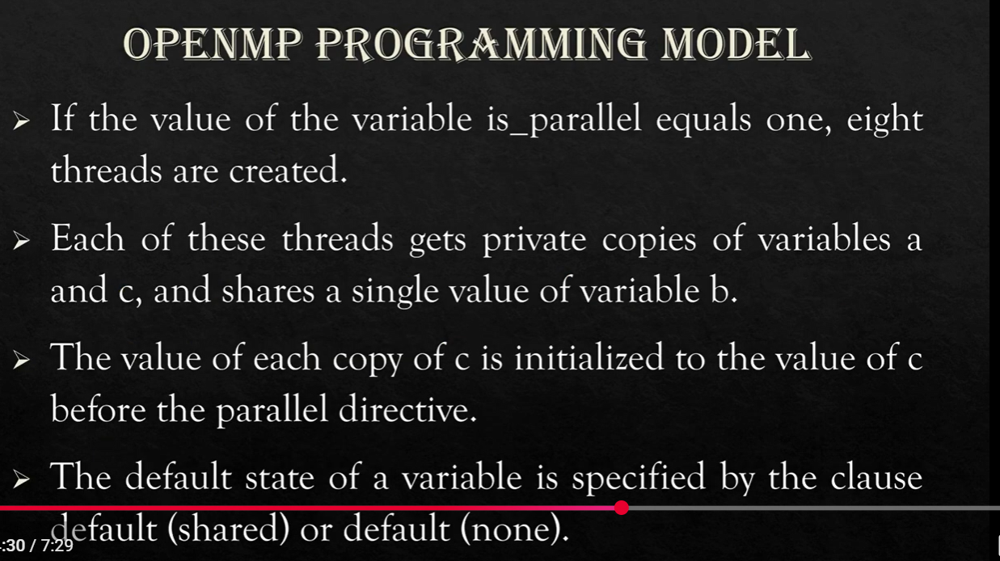 OPENMP PROGRAMMING MODEL
➢ If the value of the variable is_parallel equals one, eight
threads are created.
➢ Each of these threads gets private copies of variables a
and c, and shares a single value of variable b.
➢ The value of each copy of c is initialized to the value of c
before the parallel directive.
➢ The default state of a variable is specified by the clause
default (shared) or default (none).
:30 / 7:29